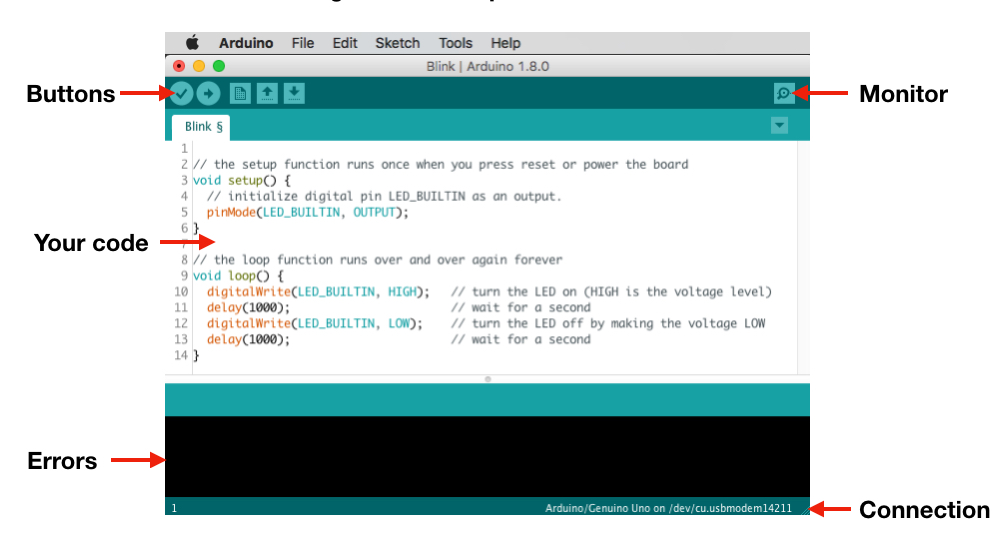 Arduino File Edit Sketch Tools Help
Blink | Arduino 1.8.0
Buttons
Monitor
Blink §
1
2 // the setup function runs once when you press reset or power the board
3 void setup() {
4 // initialize digital pin LED_BUILTIN as an output.
5 pinMode(LED_BUILTIN, OUTPUT);
6 }
Your code
7
8 // the loop function runs over and over again forever
9 void loop() {
10 digitalWrite(LED_BUILTIN, HIGH); // turn the LED on (HIGH is the voltage level)
11 delay(1000); // wait for a second
12 digitalWrite(LED_BUILTIN, LOW); // turn the LED off by making the voltage LOW
13 delay(1000); // wait for a second
14 }
Errors
1 Arduino/Genuino Uno on /dev/cu.usbmodem14211
Connection